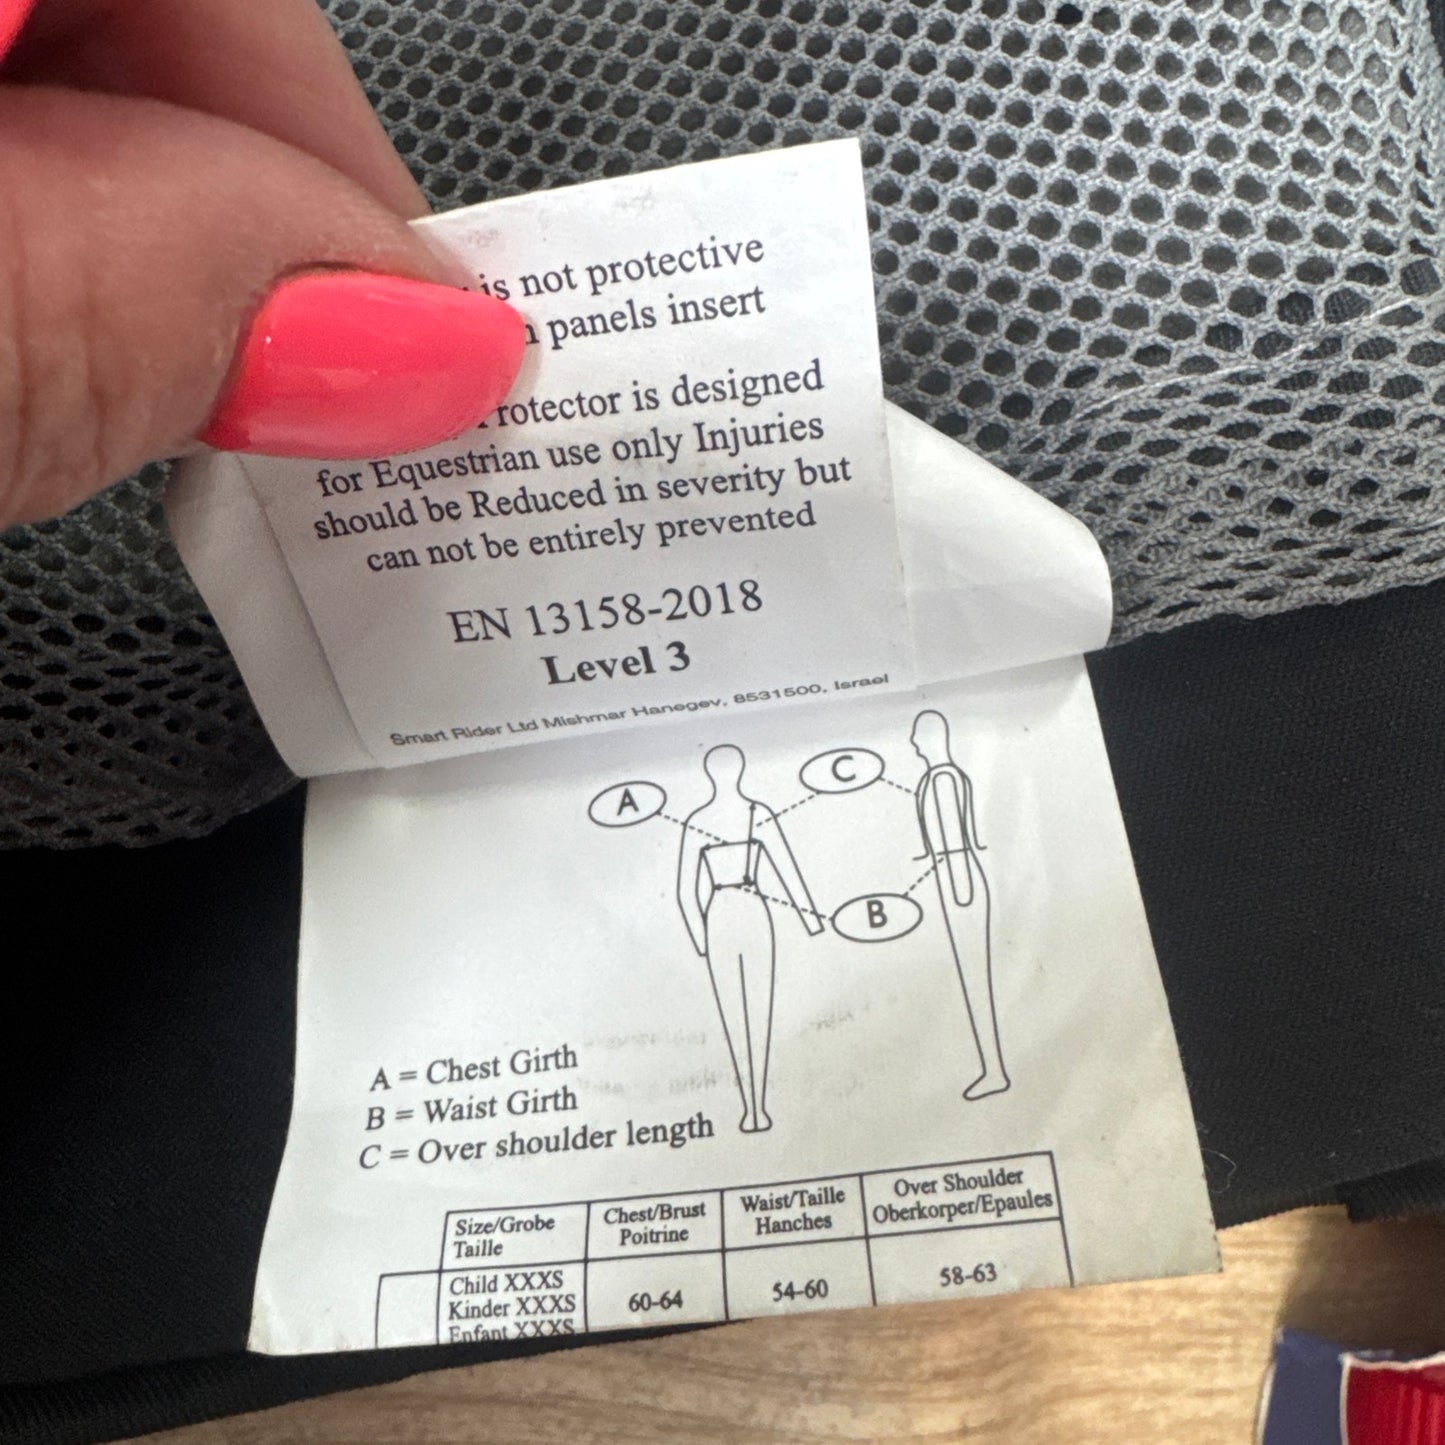 is not protective
panels insert
rotector is designed
for Equestrian use only Injuries
should be Reduced in severity but
can not be entirely prevented
EN 13158-2018
Level 3
Smart Rider Ltd Mishmar Hanegev, 8531500, Israel
A
C
B
A = Chest Girth
B = Waist Girth
C = Over shoulder length
Size/Grobe
Taille
Chest/Brust
Poitrine
Waist/Taille
Hanches
Over Shoulder
Oberkorper/Epaules
Child XXXS
Kinder XXXS
Enfant XXXS
60-64
54-60
58-63